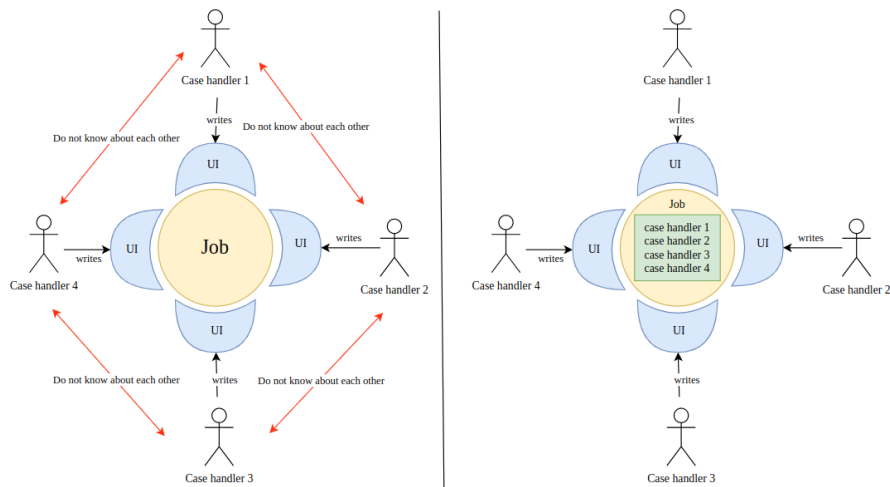 Case handler 1
writes
Do not know about each other
Do not know about each other
UI
Case handler 4
writes
UI
Job
UI
writes
Case handler 2
UI
Do not know about each other
writes
Do not know about each other
Case handler 3
Case handler 1
writes
UI
Job
case handler 1
case handler 2
case handler 3
case handler 4
Case handler 4
writes
UI
UI
writes
Case handler 2
UI
writes
Case handler 3